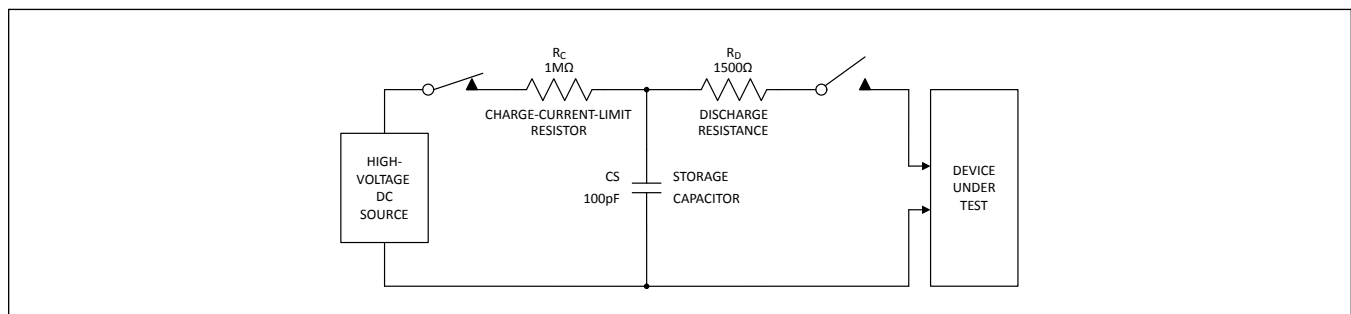 R_C
1MΩ
CHARGE-CURRENT-LIMIT
RESISTOR
R_D
1500Ω
DISCHARGE
RESISTANCE
HIGH-
VOLTAGE
DC
SOURCE
CS
100pF
STORAGE
CAPACITOR
DEVICE
UNDER
TEST